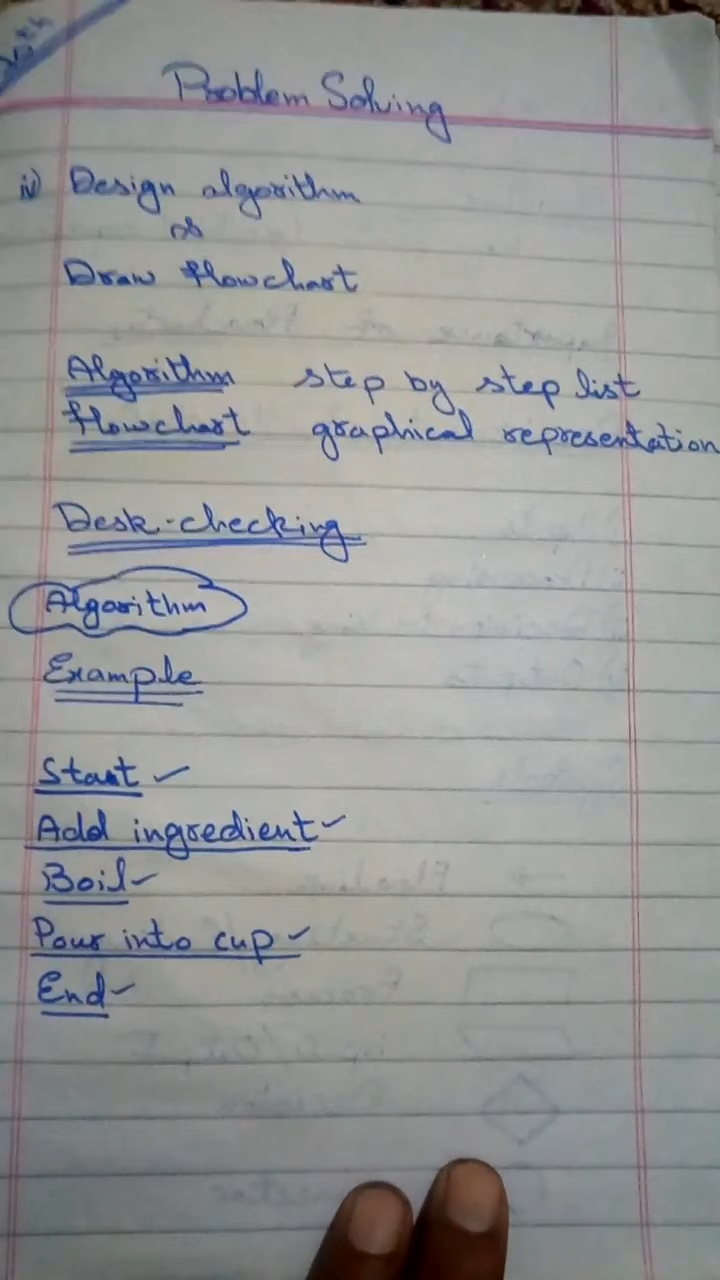 Problem Solving
iv) Design algorithm
or
Draw flowchart
Algorithm step by step list
flowchart graphical representation
Desk-checking
Algorithm
Example
Start ✓
Add ingredient ✓
Boil ✓
Pour into cup ✓
End ✓